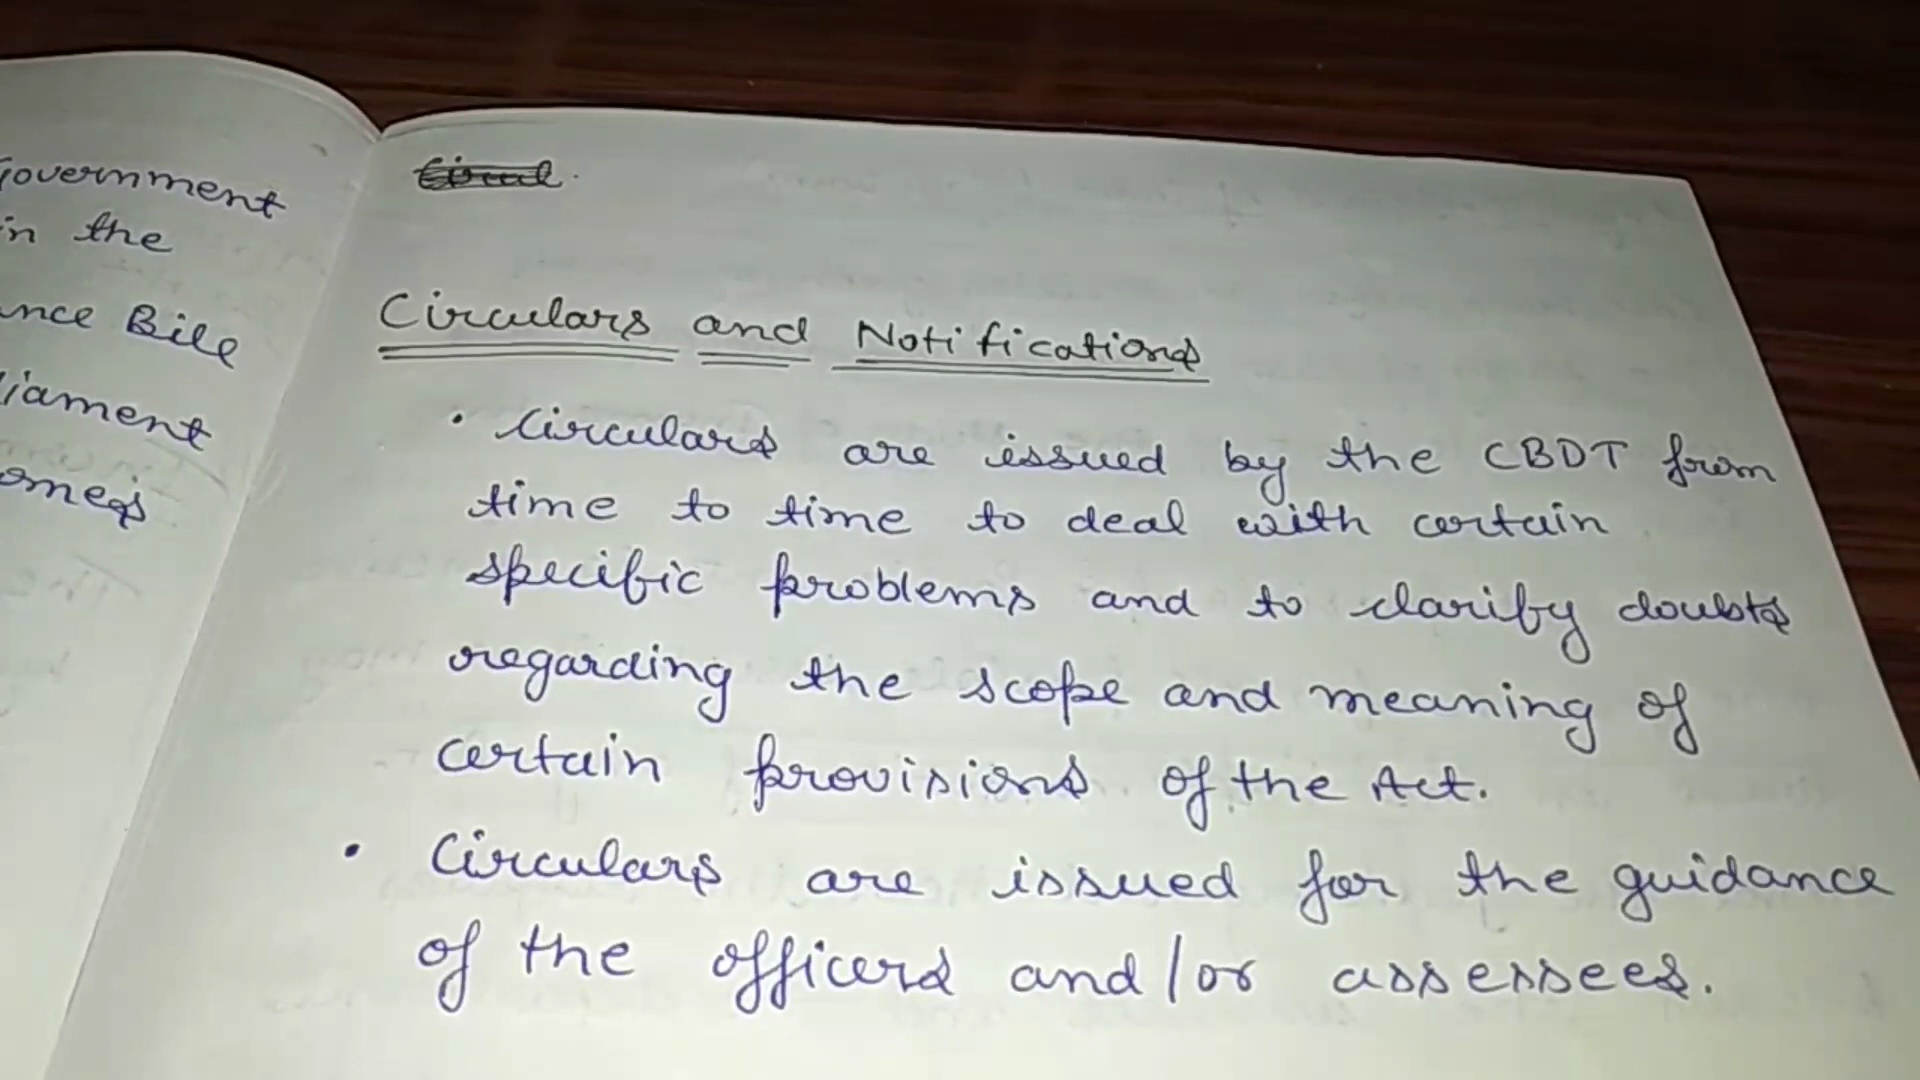 Government
in the
nce Bill
liament
ome's
Circul.
Circulars and Notifications
• Circulars are issued by the CBDT from
time to time to deal with certain
specific problems and to clarify doubts
regarding the scope and meaning of
certain provisions of the Act.
• Circulars are issued for the guidance
of the officers and/or assessees.